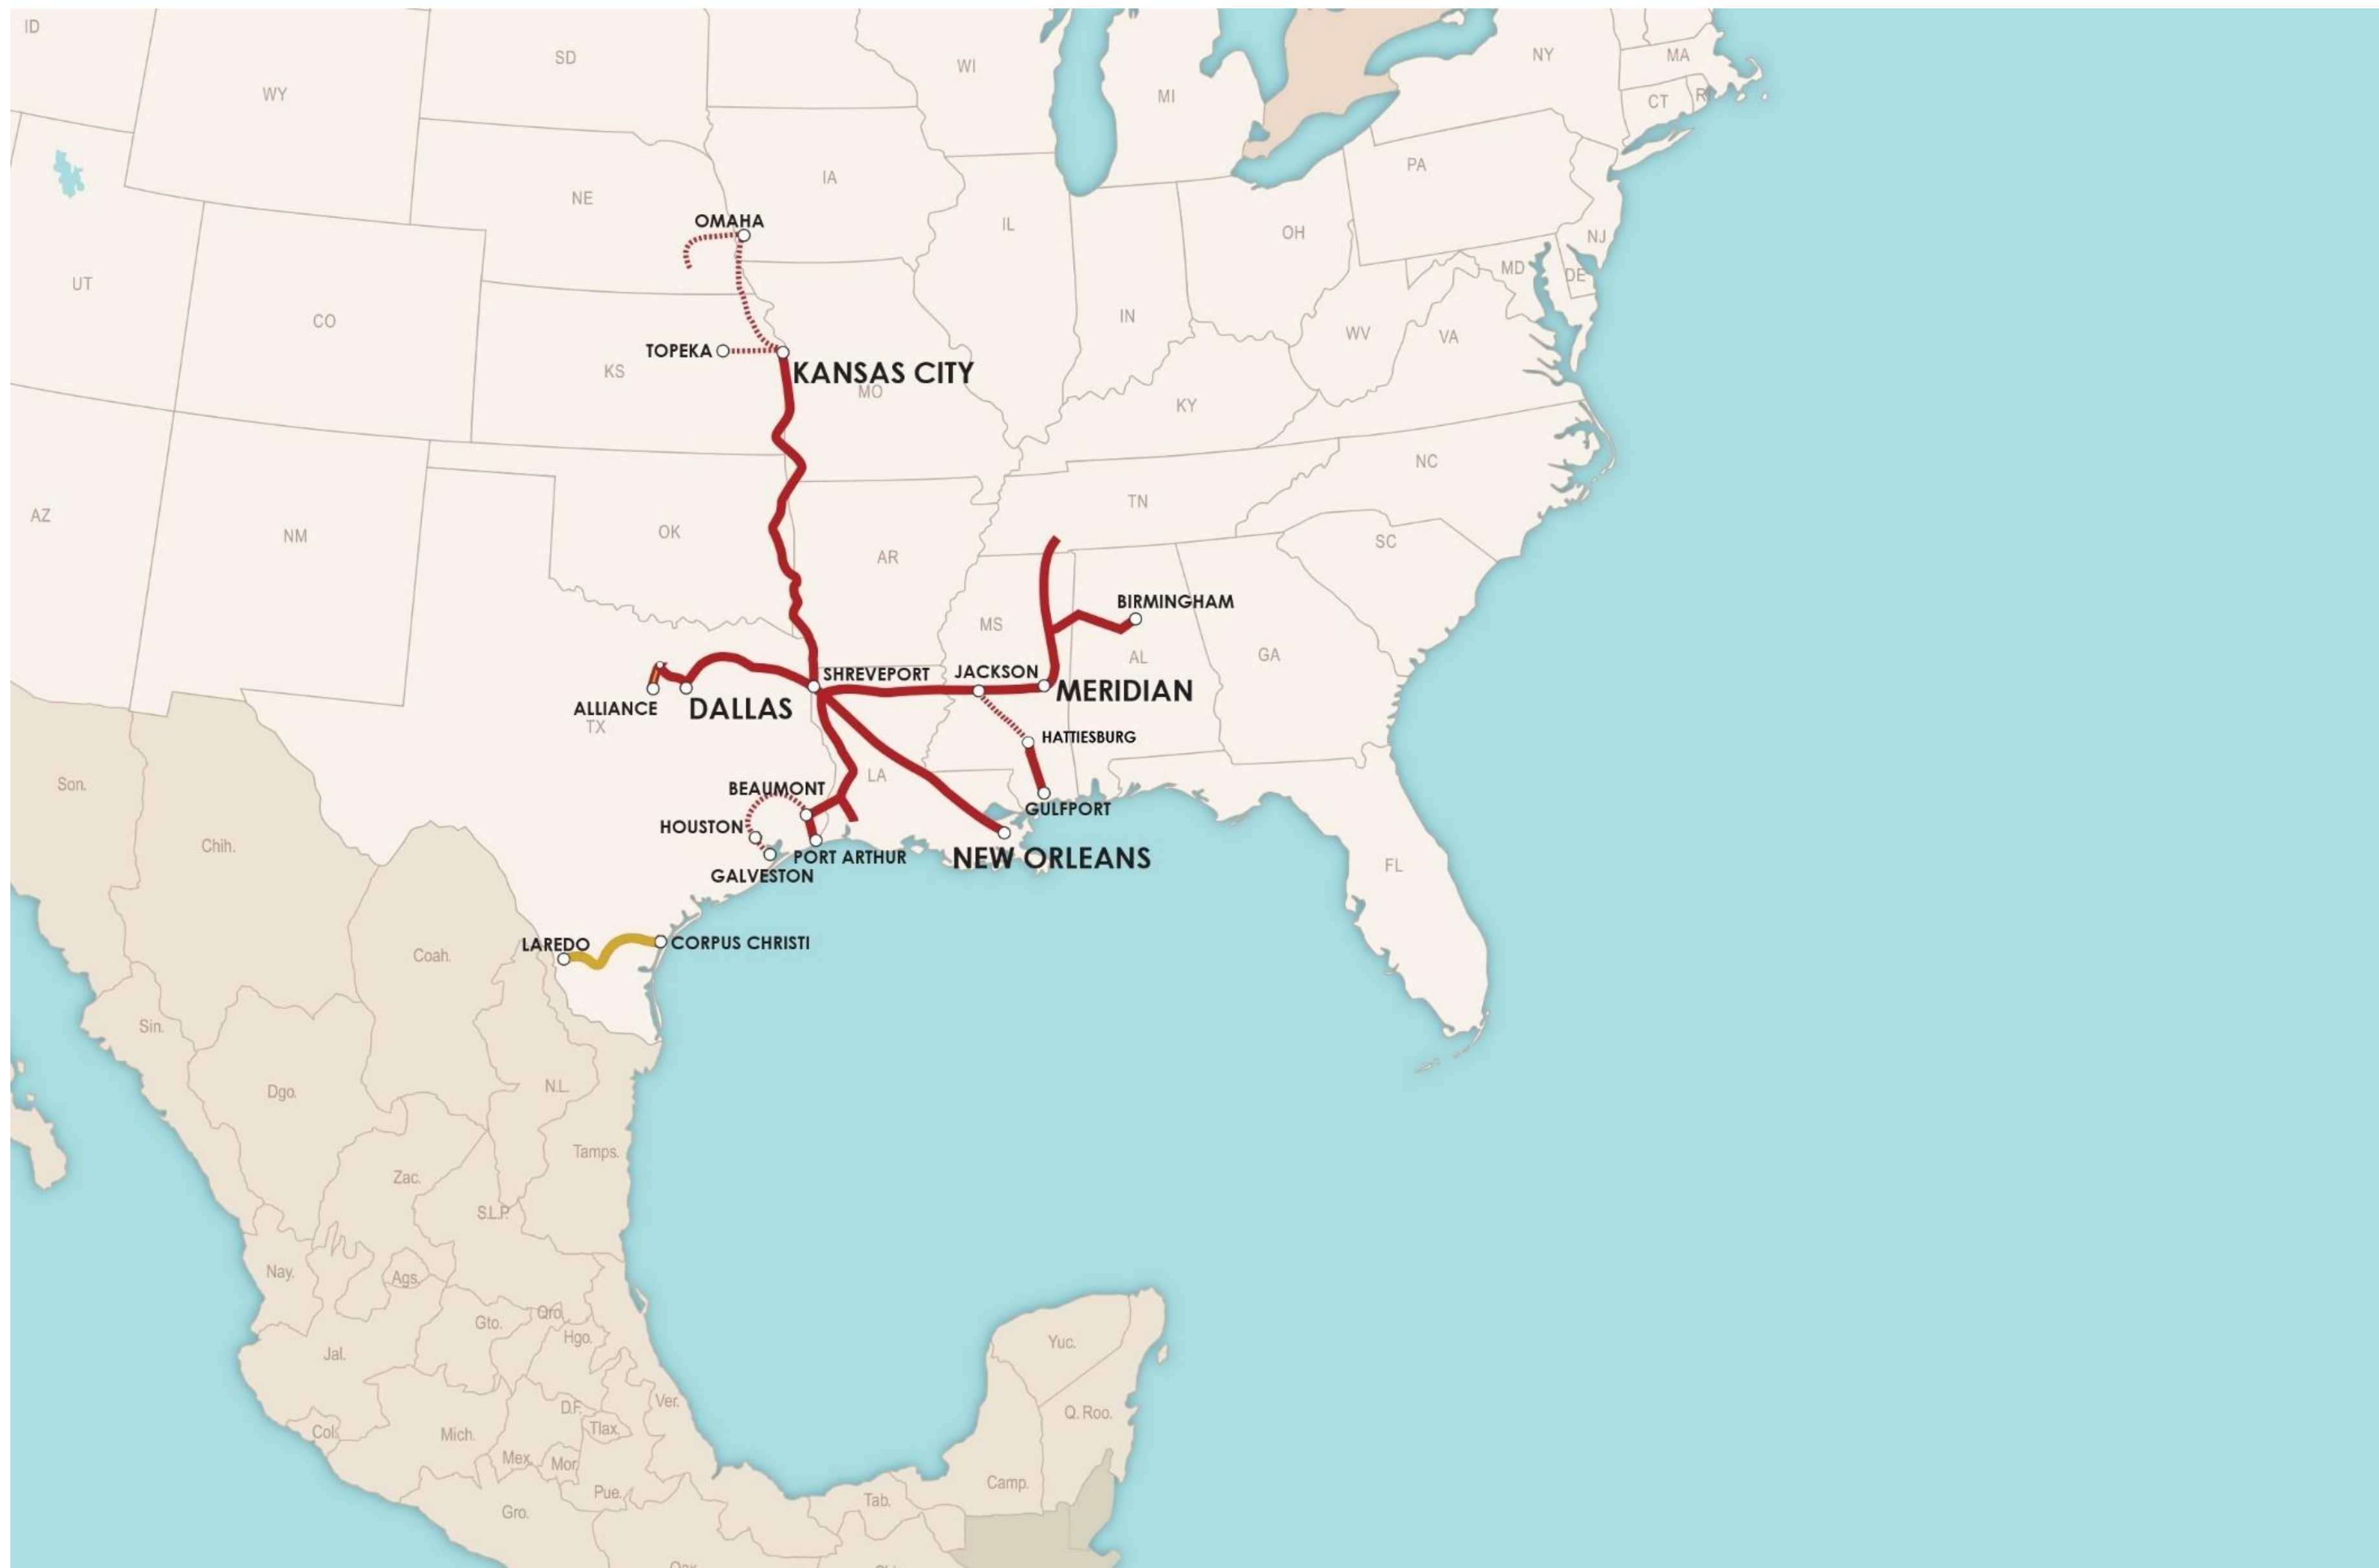 ID
SD
WI
NY
MA
WY
MI
CT
R
PA
IA
NE
OMAHA
IL
OH
NJ
MD
DE
UT
CO
IN
WV
VA
TOPEKA
KS
KANSAS CITY
MO
KY
NC
TN
AZ
NM
OK
AR
SC
BIRMINGHAM
MS
AL
GA
SHREVEPORT
JACKSON
MERIDIAN
ALLIANCE
DALLAS
TX
HATTIESBURG
LA
Son.
BEAUMONT
GULFPORT
HOUSTON
Chih.
PORT ARTHUR
NEW ORLEANS
FL
GALVESTON
LAREDO
CORPUS CHRISTI
Coah.
Sin.
Dgo.
N.L.
Tamps.
Zac.
S.L.P.
Nay.
Ags.
Qro.
Gto.
Hgo.
Jal.
Yuc.
Ver.
D.F.
Q. Roo.
Tlax.
Col.
Mich.
Mex.
Mor.
Camp.
Pue.
Tab.
Gro.